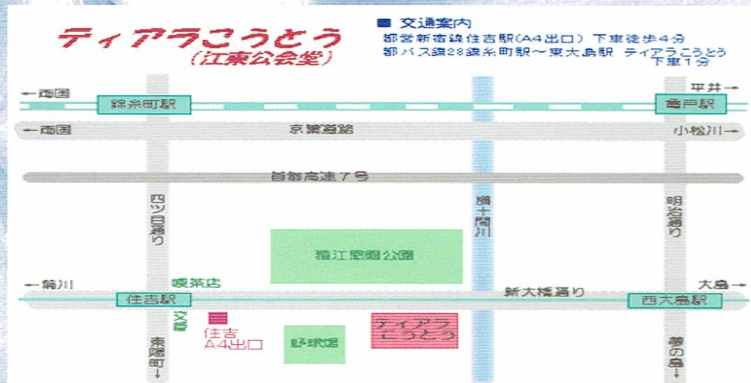 ティアラこうとう
(江東公会堂)
■ 交通案内
都営新宿線住吉駅(A4出口) 下車徒歩4分
都バス錦28錦糸町駅～東大島駅 ティアラこうとう
下車1分
←両国
錦糸町駅
平井→
亀戸駅
←両国
京葉道路
小松川→
首都高速7号
四ツ目通り
横十間川
明治通り
猿江恩賜公園
←菊川
住吉駅
喫茶店
新大橋通り
大島→
西大島駅
交番
住吉
A4出口
野球場
ティアラ
こうとう
東陽町→
夢の島→